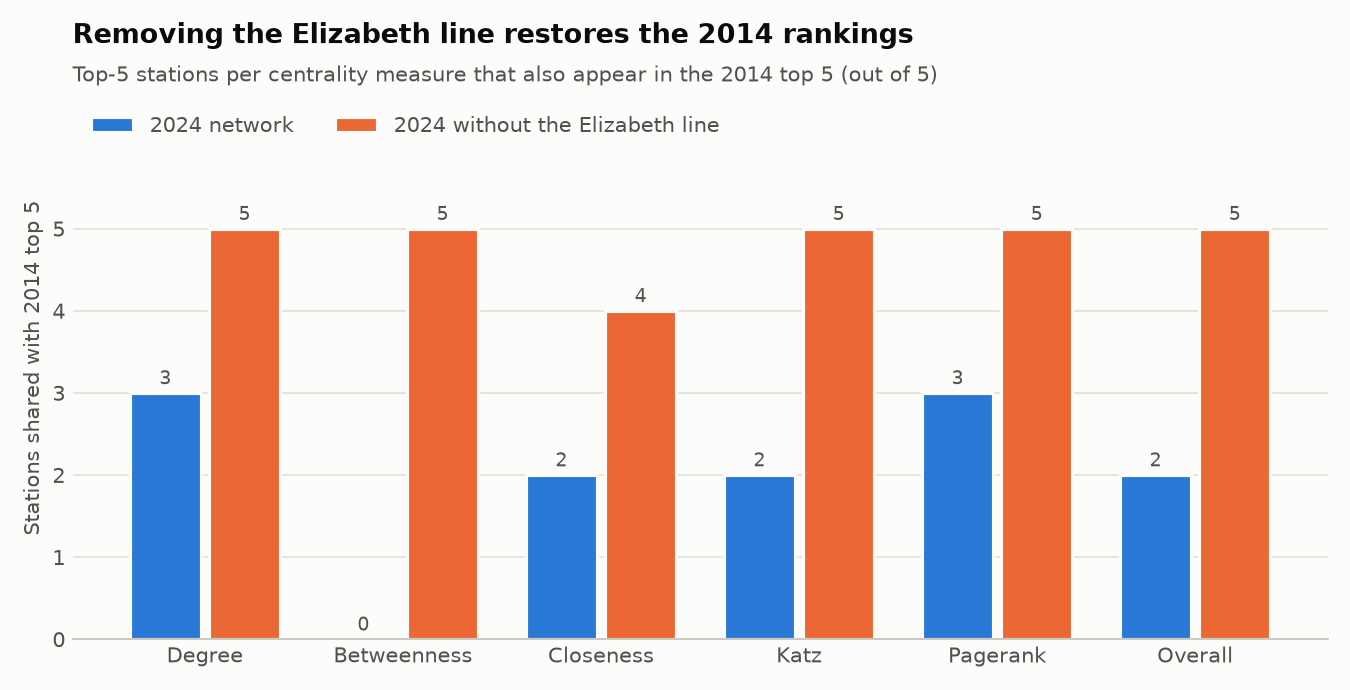 Removing the Elizabeth line restores the 2014 rankings
Top-5 stations per centrality measure that also appear in the 2014 top 5 (out of 5)
2024 network
2024 without the Elizabeth line
Stations shared with 2014 top 5
5
4
3
2
1
0
3
5
0
5
2
4
2
5
3
5
2
5
Degree
Betweenness
Closeness
Katz
Pagerank
Overall